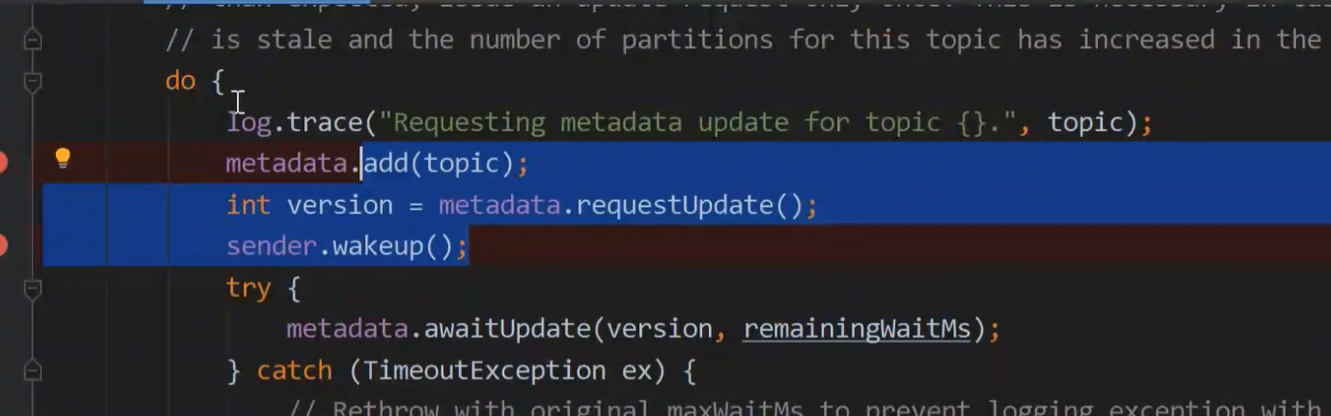 // is stale and the number of partitions for this topic has increased in the
do {
log.trace("Requesting metadata update for topic {}.", topic);
metadata.add(topic);
int version = metadata.requestUpdate();
sender.wakeup();
try {
metadata.awaitUpdate(version, remainingWaitMs);
} catch (TimeoutException ex) {
// Rethrow with original maxWaitMs to prevent logging exception with